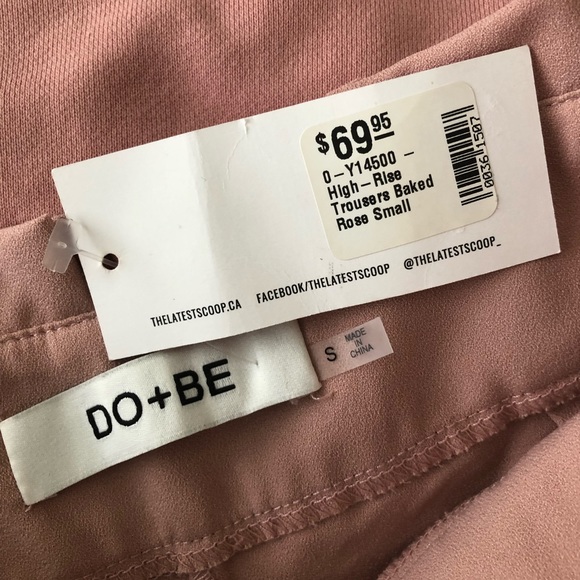 $69.95
0-Y14500 -
High-Rise
Trousers Baked
Rose Small
00361507
THELATESTSCOOP.CA FACEBOOK/THELATESTSCOOP @THELATESTSCOOP_
DO+BE
S
MADE
IN
CHINA